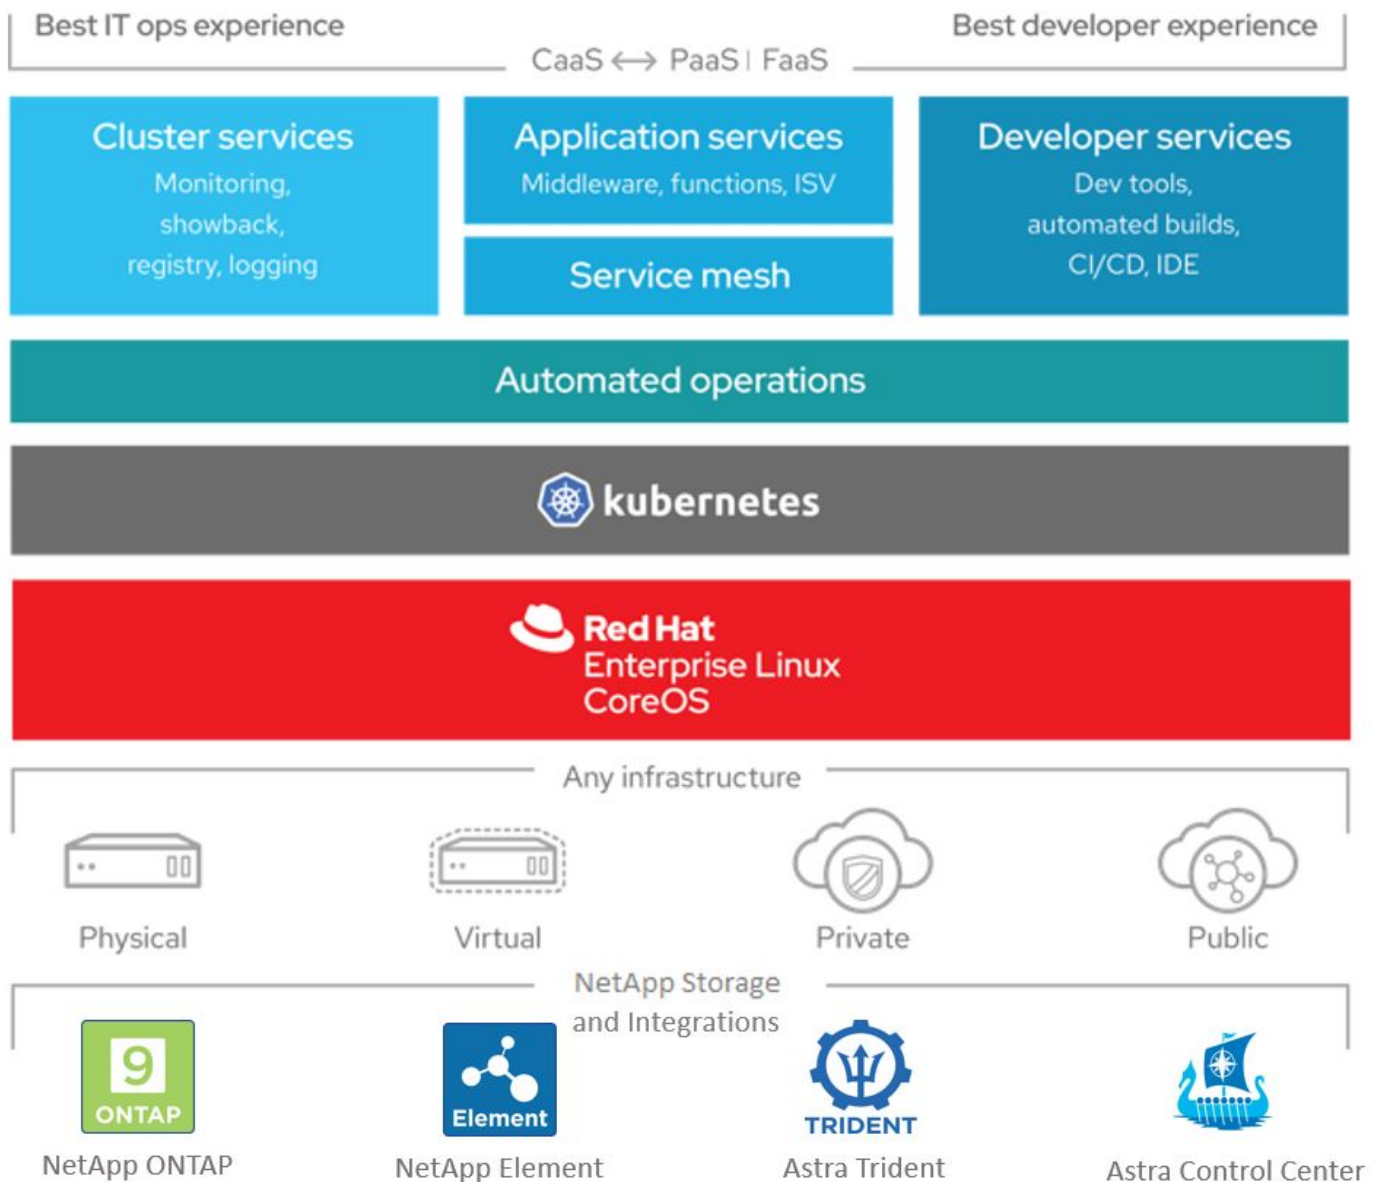 Best IT ops experience
Best developer experience
CaaS ↔ PaaS | FaaS
Cluster services
Monitoring,
showback,
registry, logging
Application services
Middleware, functions, ISV
Service mesh
Developer services
Dev tools,
automated builds,
CI/CD, IDE
Automated operations
kubernetes
Red Hat
Enterprise Linux
CoreOS
Any infrastructure
Physical
Virtual
Private
Public
NetApp Storage
and Integrations
9
ONTAP
Element
TRIDENT
NetApp ONTAP
NetApp Element
Astra Trident
Astra Control Center